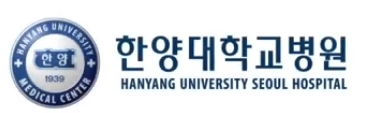 HANYANG UNIVERSITY
한양
1939
MEDICAL CENTER
한양대학교병원
HANYANG UNIVERSITY SEOUL HOSPITAL